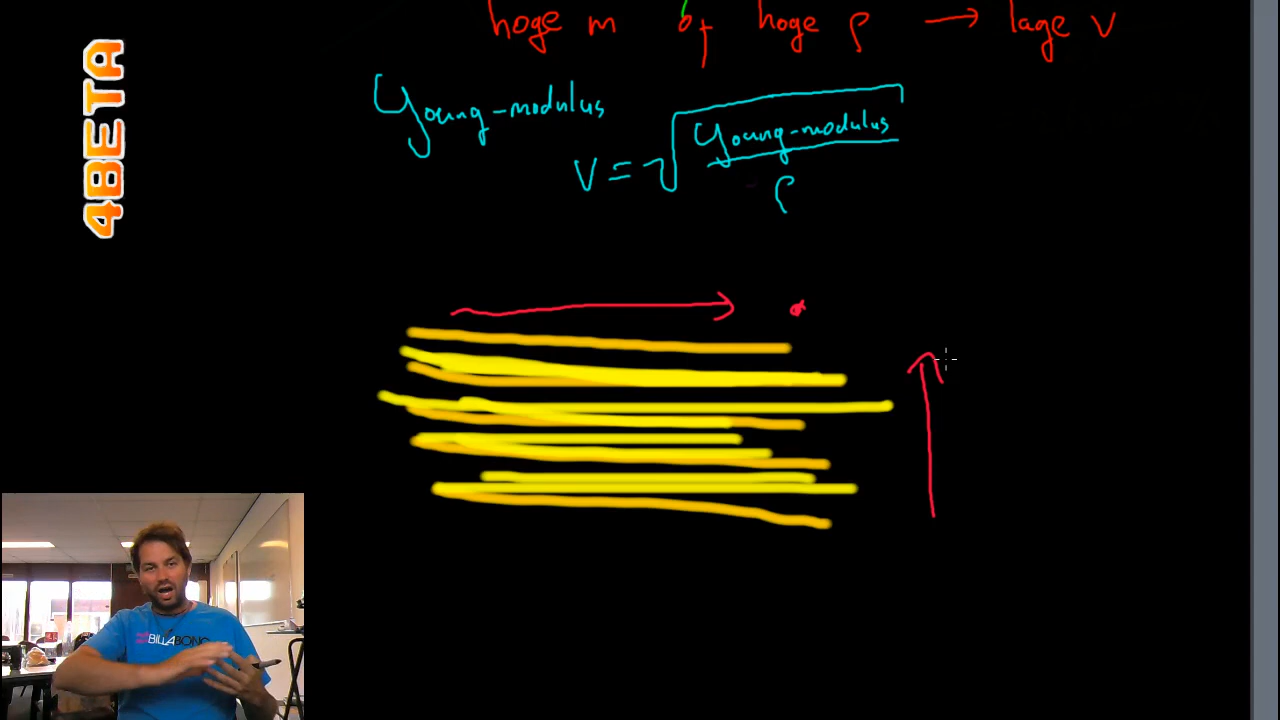 hoge m of hoge ρ → lage v
Young-modulus
v = √ Young-modulus / ρ
4BETA
BILLABONG